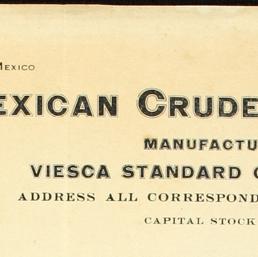 Mexico
EXICAN CRUDE
MANUFACTU
VIESCA STANDARD
ADDRESS ALL CORRESPOND
CAPITAL STOCK